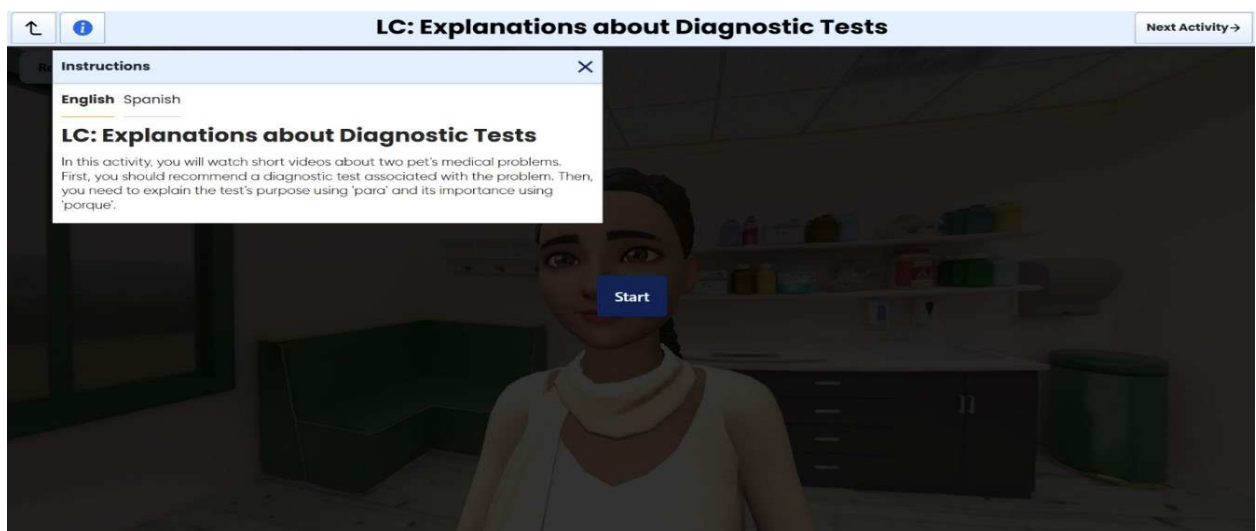 LC: Explanations about Diagnostic Tests
Next Activity→
Instructions
English Spanish
LC: Explanations about Diagnostic Tests
In this activity, you will watch short videos about two pet's medical problems.
First, you should recommend a diagnostic test associated with the problem. Then,
you need to explain the test's purpose using 'para' and its importance using
'porque'.
Start